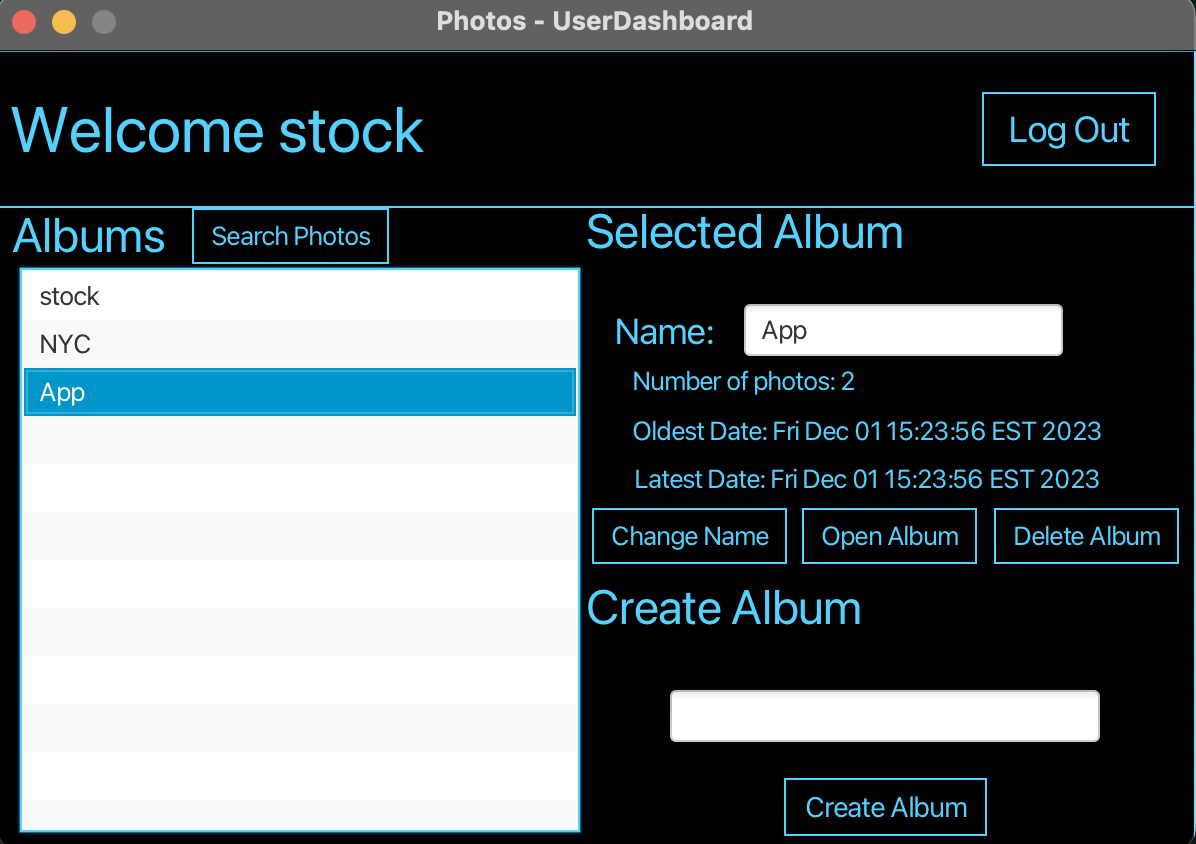 Photos - UserDashboard
Welcome stock
Log Out
Albums
Search Photos
stock
NYC
App
Selected Album
Name:
App
Number of photos: 2
Oldest Date: Fri Dec 01 15:23:56 EST 2023
Latest Date: Fri Dec 01 15:23:56 EST 2023
Change Name
Open Album
Delete Album
Create Album
Create Album